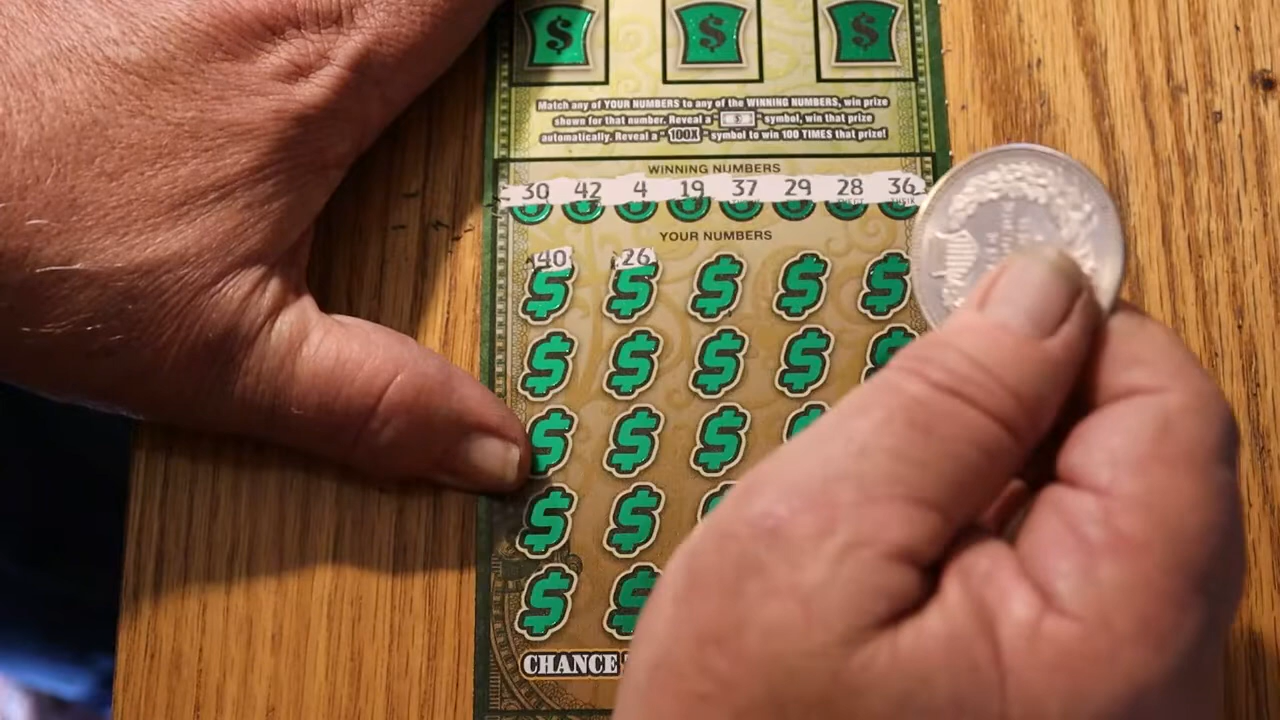 $ $ $
Match any of YOUR NUMBERS to any of the WINNING NUMBERS, win prize
shown for that number. Reveal a " " symbol, win that prize
automatically. Reveal a "100X" symbol to win 100 TIMES that prize!
WINNING NUMBERS
30 42 4 19 37 29 28 36
YOUR NUMBERS
40 26
$ $ $ $ $
$ $ $ $ $
$ $ $ $
$ $ $
$ $
CHANCE